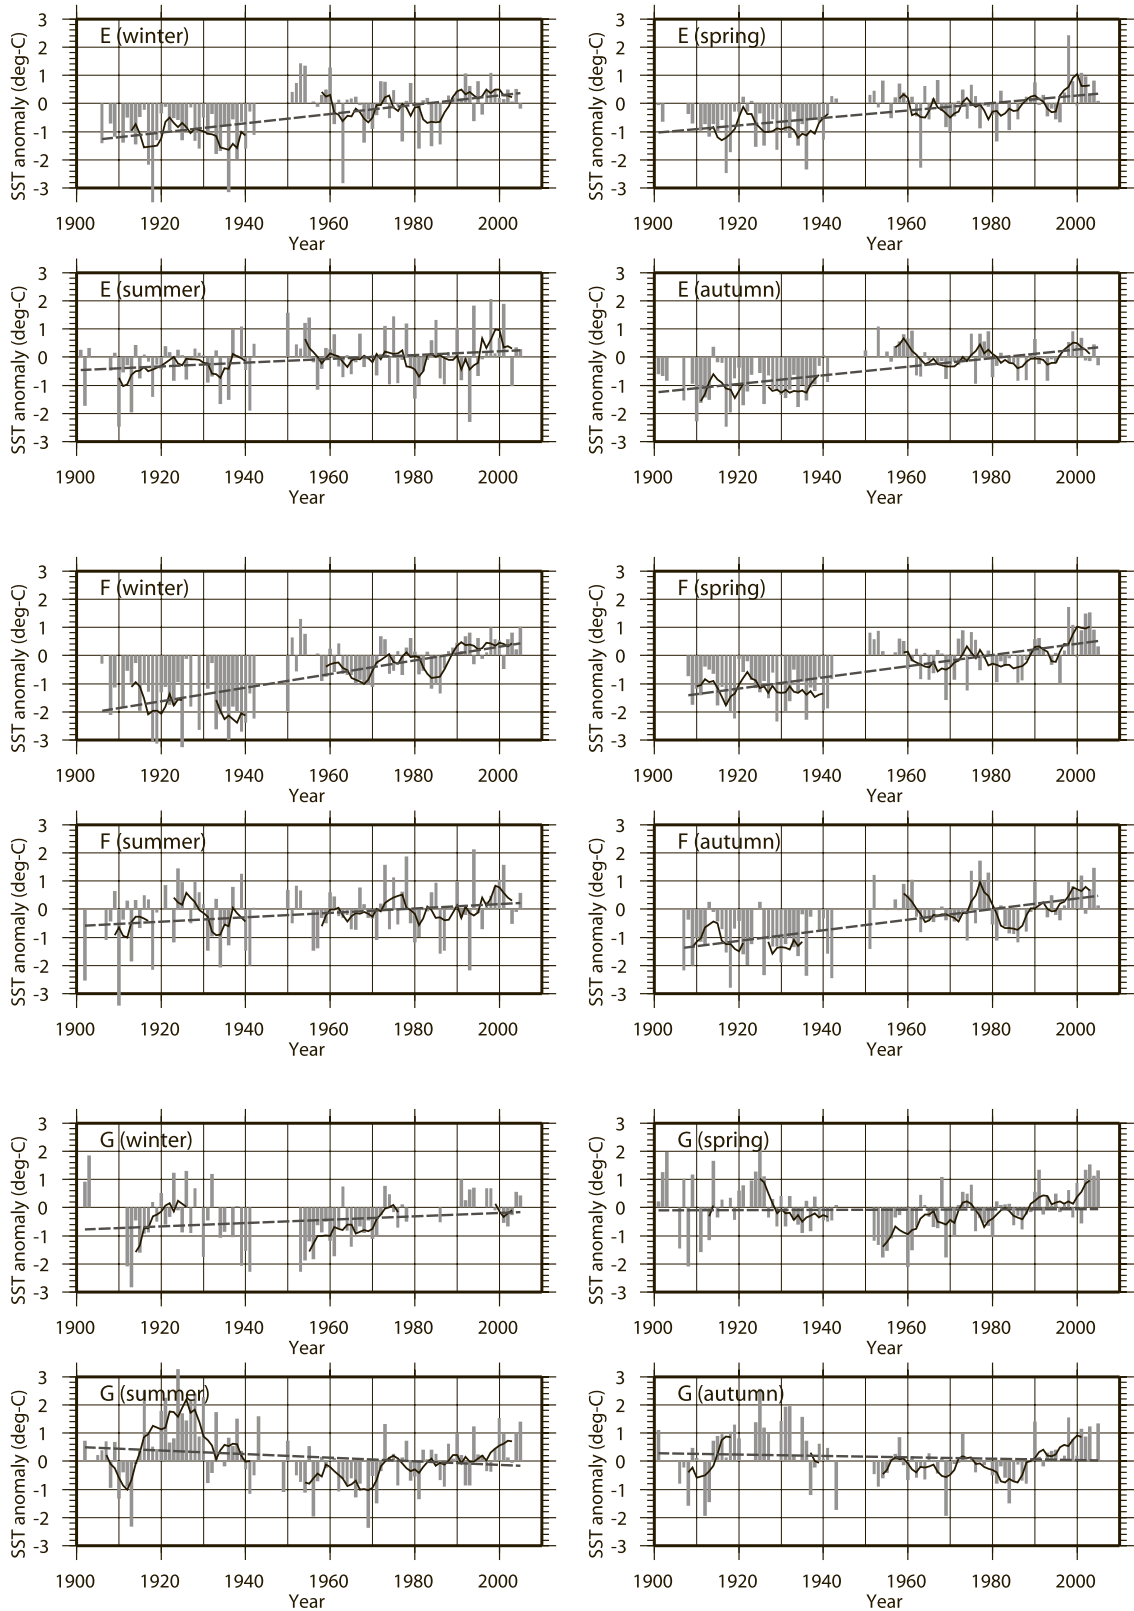 E (winter)
SST anomaly (deg-C)
3
2
1
0
-1
-2
-3
1900 1920 1940 1960 1980 2000
Year
E (spring)
SST anomaly (deg-C)
3
2
1
0
-1
-2
-3
1900 1920 1940 1960 1980 2000
Year
E (summer)
SST anomaly (deg-C)
3
2
1
0
-1
-2
-3
1900 1920 1940 1960 1980 2000
Year
E (autumn)
SST anomaly (deg-C)
3
2
1
0
-1
-2
-3
1900 1920 1940 1960 1980 2000
Year
F (winter)
SST anomaly (deg-C)
3
2
1
0
-1
-2
-3
1900 1920 1940 1960 1980 2000
Year
F (spring)
SST anomaly (deg-C)
3
2
1
0
-1
-2
-3
1900 1920 1940 1960 1980 2000
Year
F (summer)
SST anomaly (deg-C)
3
2
1
0
-1
-2
-3
1900 1920 1940 1960 1980 2000
Year
F (autumn)
SST anomaly (deg-C)
3
2
1
0
-1
-2
-3
1900 1920 1940 1960 1980 2000
Year
G (winter)
SST anomaly (deg-C)
3
2
1
0
-1
-2
-3
1900 1920 1940 1960 1980 2000
Year
G (spring)
SST anomaly (deg-C)
3
2
1
0
-1
-2
-3
1900 1920 1940 1960 1980 2000
Year
G (summer)
SST anomaly (deg-C)
3
2
1
0
-1
-2
-3
1900 1920 1940 1960 1980 2000
Year
G (autumn)
SST anomaly (deg-C)
3
2
1
0
-1
-2
-3
1900 1920 1940 1960 1980 2000
Year